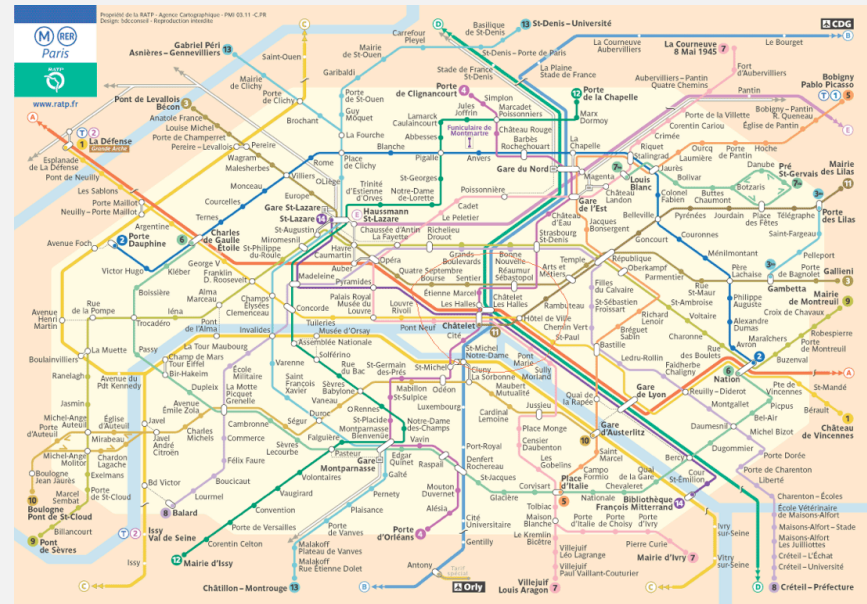 Propriété de la RATP - Agence Cartographique - PMI 03.11 -C.PR
Design: bdcconseil - Reproduction interdite
M RER
Paris
RATP
www.ratp.fr
CDG
St-Denis – Université
Basilique
de St-Denis
Carrefour
Pleyel
Mairie
de St-Ouen
St-Denis – Porte de Paris
Stade de France
St-Denis
La Plaine
Stade de France
La Courneuve
Aubervilliers
Le Bourget
La Courneuve
8 Mai 1945
Fort
d'Aubervilliers
Gabriel Péri
Asnières – Gennevilliers
Saint-Ouen
Garibaldi
Mairie
de Clichy
Porte
de Clichy
Porte
de St-Ouen
Guy
Môquet
La Fourche
Brochant
Place
de Clichy
Porte
de Clignancourt
Simplon
Jules
Joffrin
Marcadet
Poissonniers
Porte
de la Chapelle
Marx
Dormoy
Aubervilliers – Pantin
Quatre Chemins
Porte de la Villette
Corentin Cariou
Crimée
Riquet
Stalingrad
Pantin
Bobigny
Pablo Picasso
Bobigny – Pantin
R. Queneau
Église de Pantin
Hoche
Porte
de Pantin
Ourcq
Laumière
Jaurès
Bolivar
Pont de Levallois
Bécon
Anatole France
Louise Michel
Porte de Champerret
Pereire – Levallois
Pereire
Wagram
Malesherbes
Villiers
Rome
Europe
Liège
Monceau
Courcelles
Ternes
Lamarck
Caulaincourt
Abbesses
Pigalle
Blanche
Anvers
Funiculaire de
Montmartre
Château Rouge
Barbès
Rochechouart
La
Chapelle
Gare du Nord
Magenta
Louis
Blanc
Château
Landon
Gare
de l'Est
Château
d'Eau
Jacques
Bonsergent
Poissonnière
Cadet
Le Peletier
St-Georges
Notre-Dame
de-Lorette
Trinité
d'Estienne
d'Orves
Gare St-Lazare
St-Lazare
Haussmann
St-Lazare
St-Augustin
Miromesnil
St-Philippe
du-Roule
Chaussée d'Antin
La Fayette
Richelieu
Drouot
Grands
Boulevards
Bonne
Nouvelle
Strasbourg
St-Denis
Havre
Caumartin
Auber
Opéra
Quatre Septembre
Bourse
Sentier
Réaumur
Sébastopol
Arts et
Métiers
Temple
République
Oberkampf
Parmentier
Goncourt
Belleville
Colonel
Fabien
Buttes
Chaumont
Botzaris
Danube
Pré
St-Gervais
Place
des Fêtes
Jourdain
Pyrénées
Télégraphe
Mairie
des Lilas
Porte
des Lilas
Saint-Fargeau
Pelleport
Couronnes
Ménilmontant
Père
Lachaise
Gambetta
Porte
de Bagnolet
Gallieni
La Défense
Grande Arche
Esplanade
de La Défense
Pont de Neuilly
Les Sablons
Porte Maillot
Neuilly – Porte Maillot
Argentine
Avenue Foch
Porte
Dauphine
Victor Hugo
Charles
de Gaulle
Étoile
Kléber
Boissière
George V
Franklin
D. Roosevelt
Alma
Marceau
Iéna
Champs
Élysées
Clemenceau
Rue
de la Pompe
Trocadéro
Avenue
Henri
Martin
La Muette
Passy
Boulainvilliers
Ranelagh
Avenue du
Pdt Kennedy
Pont
de l'Alma
Invalides
La Tour Maubourg
Champ de Mars
Tour Eiffel
Bir-Hakeim
Dupleix
École
Militaire
La Motte
Picquet
Grenelle
Madeleine
Pyramides
Concorde
Tuileries
Palais Royal
Musée du
Louvre
Louvre
Rivoli
Musée d'Orsay
Assemblée Nationale
Solférino
Rue
du Bac
Varenne
Saint
François
Xavier
Sèvres
Babylone
Vaneau
Duroc
Ségur
Falguière
Étienne Marcel
Les Halles
Châtelet
Les Halles
Rambuteau
Hôtel de Ville
Châtelet
Pont Neuf
Cité
St-Michel
Notre-Dame
St-Michel
Cluny
La Sorbonne
Maubert
Mutualité
Cardinal
Lemoine
Jussieu
Pont
Marie
Sully
Morland
Chemin Vert
St-Paul
Filles
du Calvaire
St-Sébastien
Froissart
Richard
Lenoir
Bréguet
Sabin
Bastille
St-Ambroise
Rue
St-Maur
Voltaire
Charonne
Rue
des Boulets
Ledru-Rollin
Faidherbe
Chaligny
Philippe
Auguste
Alexandre
Dumas
Avron
Maraîchers
Buzenval
Nation
Mairie
de Montreuil
Croix de Chavaux
Robespierre
Porte
de Montreuil
St-Mandé
Pte de
Vincennes
Bérault
Château
de Vincennes
Picpus
Bel-Air
Michel Bizot
Montgallet
Daumesnil
Reuilly – Diderot
Dugommier
Gare
de Lyon
Quai de
la Rapée
Gare
d'Austerlitz
Saint
Marcel
Campo
Formio
Bercy
Cour
St-Émilion
Bibliothèque
François Mitterrand
Quai
de la Gare
Chevaleret
Nationale
Place
d'Italie
Corvisart
Glacière
St-Jacques
Denfert
Rochereau
Port-Royal
Luxembourg
Odéon
Mabillon
St-Sulpice
St-Germain
des-Prés
Rennes
St-Placide
Montparnasse
Bienvenüe
Notre-Dame
des-Champs
Vavin
Edgar
Quinet
Raspail
Gare
Montparnasse
Gaîté
Pernety
Plaisance
Porte
de Vanves
Malakoff
Plateau de Vanves
Malakoff
Rue Étienne Dolet
Châtillon – Montrouge
Mouton
Duvernet
Alésia
Porte
d'Orléans
Cité
Universitaire
Gentilly
Antony
Orly
Place Monge
Censier
Daubenton
Les
Gobelins
Tolbiac
Maison
Blanche
Le Kremlin
Bicêtre
Villejuif
Léo Lagrange
Villejuif
Paul Vaillant-Couturier
Villejuif
Louis Aragon
Porte
d'Italie
Porte
de Choisy
Porte
d'Ivry
Pierre Curie
Mairie d'Ivry
Ivry
sur-Seine
Vitry
sur-Seine
Porte Dorée
Porte de Charenton
Liberté
Charenton – Écoles
École Vétérinaire
de Maisons-Alfort
Maisons-Alfort – Stade
Maisons-Alfort
Les Juilliottes
Créteil – L'Échat
Créteil – Université
Créteil – Préfecture
Jasmin
Michel-Ange
Auteuil
Porte
d'Auteuil
Michel-Ange
Molitor
Église
d'Auteuil
Mirabeau
Chardon
Lagache
Exelmans
Porte
de St-Cloud
Boulogne
Jean Jaurès
Marcel
Sembat
Boulogne
Pont de St-Cloud
Billancourt
Pont
de Sèvres
Javel
Javel
André
Citroën
Charles
Michels
Avenue
Émile Zola
Cambronne
Commerce
Félix Faure
Boucicaut
Lourmel
Balard
Bd Victor
Issy
Val de Seine
Issy
Sèvres
Lecourbe
Pasteur
Volontaires
Vaugirard
Convention
Porte de Versailles
Corentin Celton
Mairie d'Issy